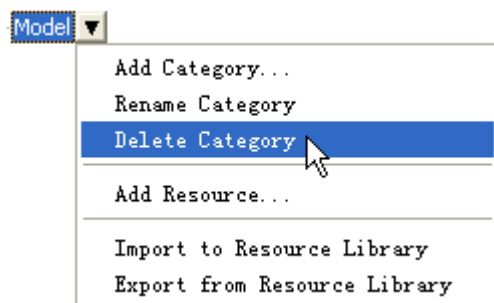 Model
Add Category...
Rename Category
Delete Category
Add Resource...
Import to Resource Library
Export from Resource Library